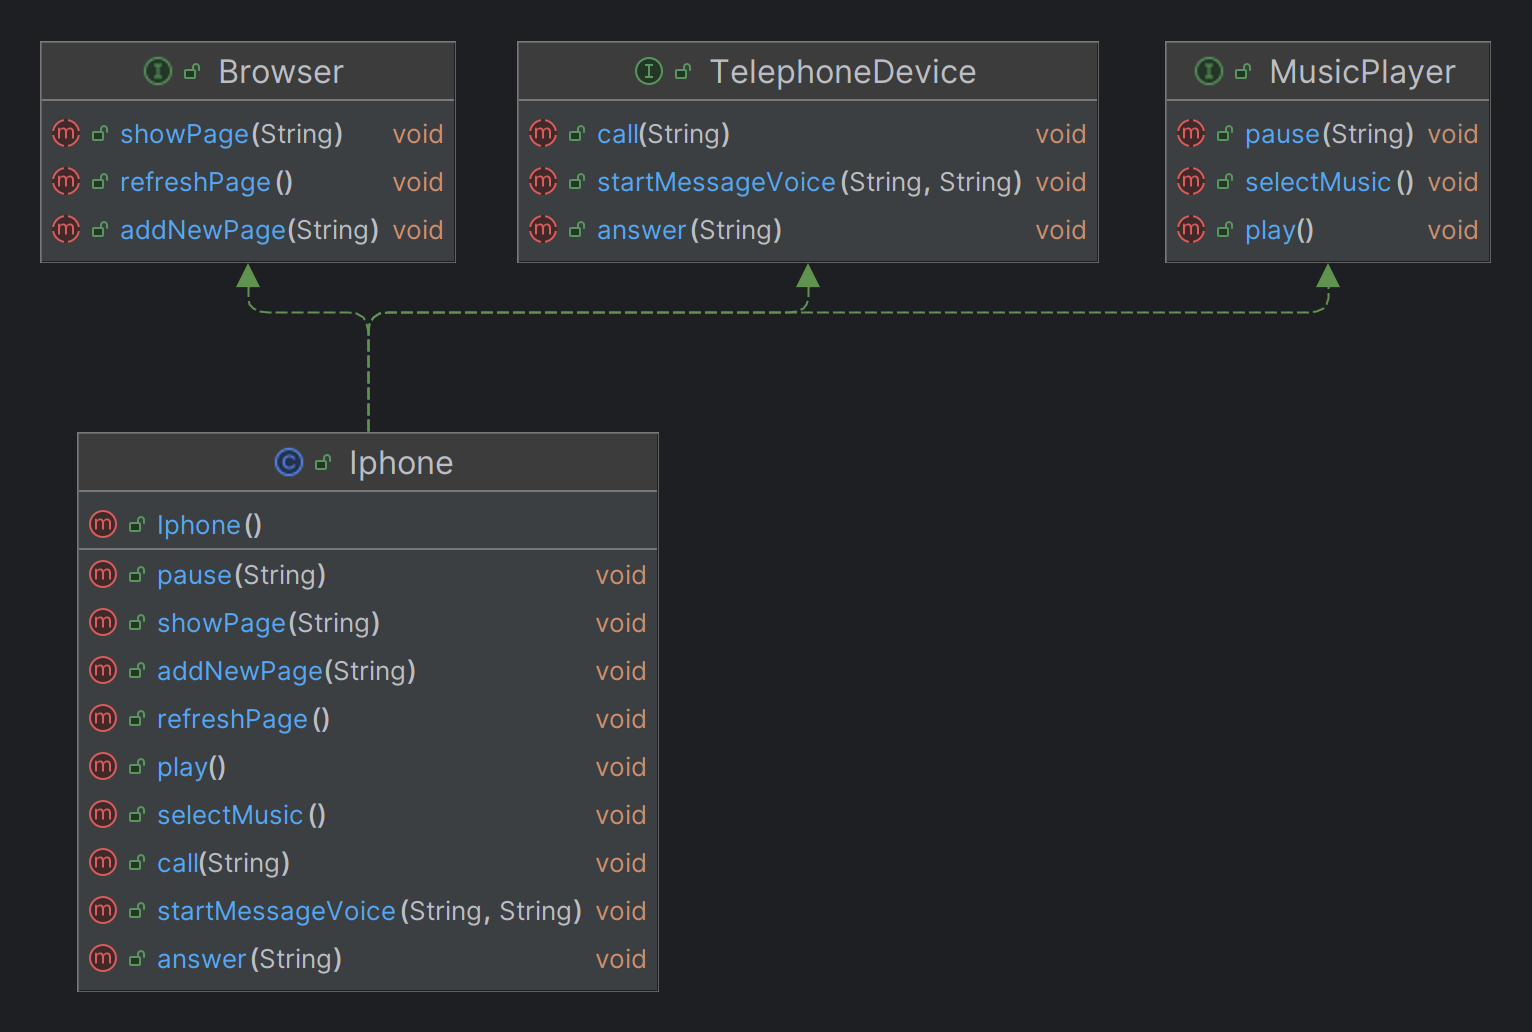 Browser
showPage(String) void
refreshPage() void
addNewPage(String) void
TelephoneDevice
call(String) void
startMessageVoice(String, String) void
answer(String) void
MusicPlayer
pause(String) void
selectMusic() void
play() void
Iphone
Iphone()
pause(String) void
showPage(String) void
addNewPage(String) void
refreshPage() void
play() void
selectMusic() void
call(String) void
startMessageVoice(String, String) void
answer(String) void